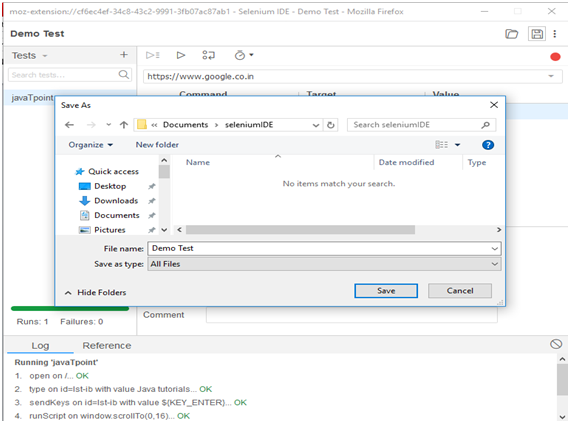 moz-extension://cf6ec4ef-34c8-43c2-9991-3fb07ac87ab1 - Selenium IDE - Demo Test - Mozilla Firefox
Demo Test
Tests
Search tests...
https://www.google.co.in
javaTpoint
Command Target Value
Save As
« Documents > seleniumIDE
Search seleniumIDE
Organize New folder
Quick access
Desktop
Downloads
Documents
Pictures
Name Date modified Type
No items match your search.
File name: Demo Test
Save as type: All Files
Hide Folders
Save Cancel
Runs: 1 Failures: 0
Comment
Log Reference
Running 'javaTpoint'
1. open on /... OK
2. type on id=lst-ib with value Java tutorials... OK
3. sendKeys on id=lst-ib with value ${KEY_ENTER}... OK
4. runScript on window.scrollTo(0,16)... OK